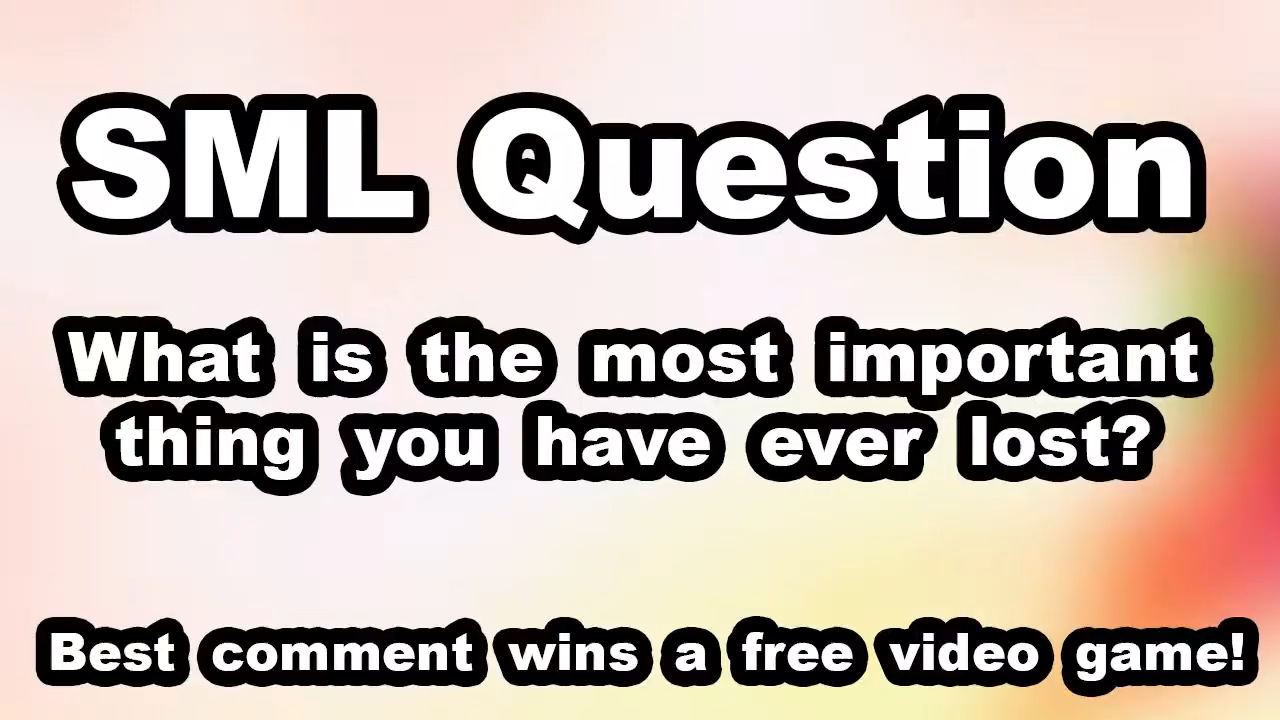 SML Question
What is the most important
thing you have ever lost?
Best comment wins a free video game!